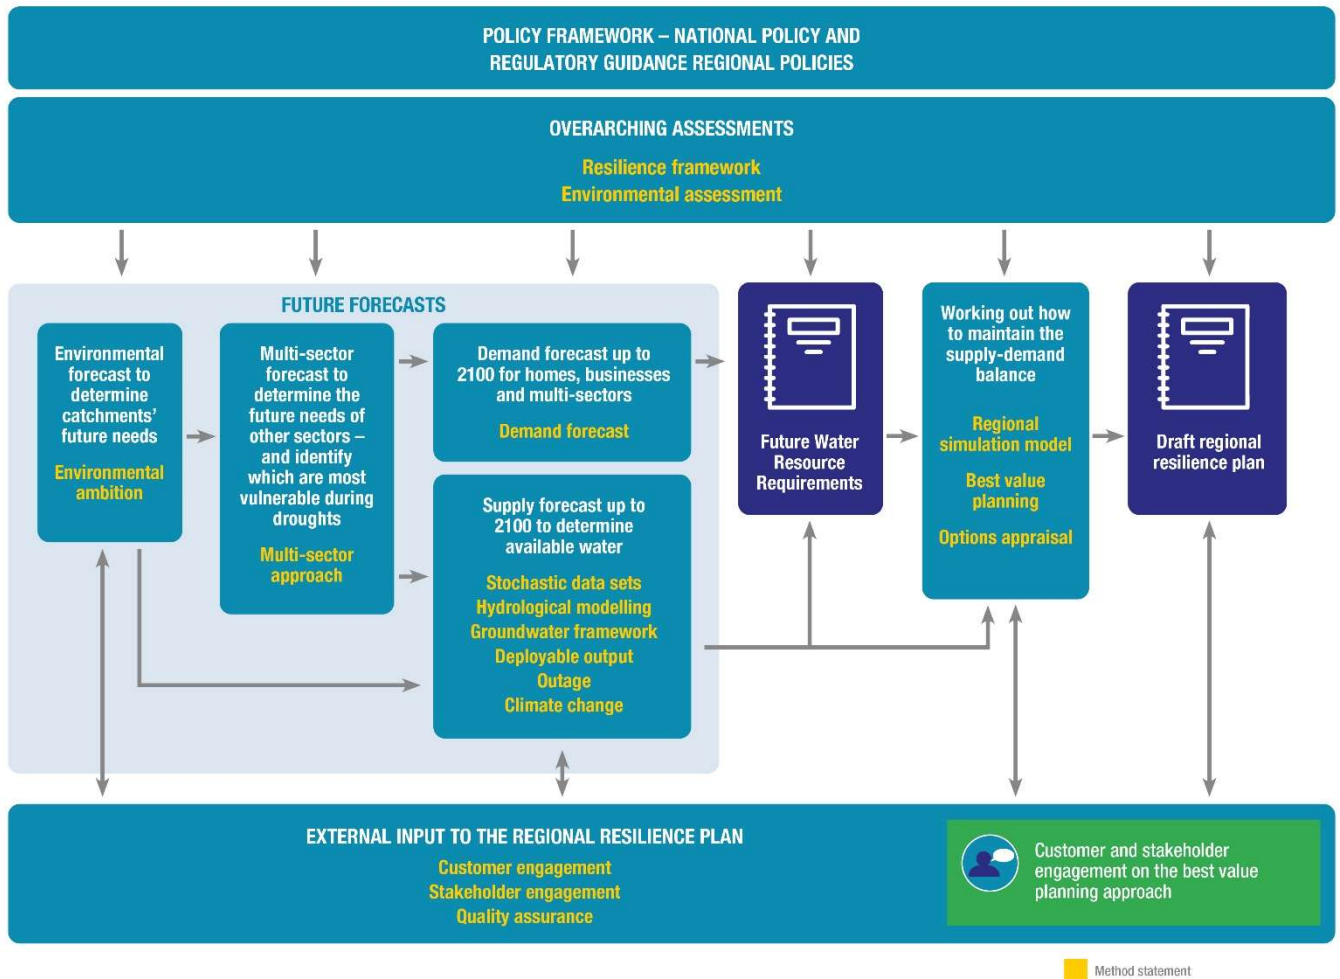 POLICY FRAMEWORK – NATIONAL POLICY AND
REGULATORY GUIDANCE REGIONAL POLICIES
OVERARCHING ASSESSMENTS
Resilience framework
Environmental assessment
FUTURE FORECASTS
Environmental
forecast to
determine
catchments'
future needs
Environmental
ambition
Multi-sector
forecast to
determine the
future needs of
other sectors –
and identify
which are most
vulnerable during
droughts
Multi-sector
approach
Demand forecast up to
2100 for homes, businesses
and multi-sectors
Demand forecast
Supply forecast up to
2100 to determine
available water
Stochastic data sets
Hydrological modelling
Groundwater framework
Deployable output
Outage
Climate change
Future Water
Resource
Requirements
Working out how
to maintain the
supply-demand
balance
Regional
simulation model
Best value
planning
Options appraisal
Draft regional
resilience plan
EXTERNAL INPUT TO THE REGIONAL RESILIENCE PLAN
Customer engagement
Stakeholder engagement
Quality assurance
Customer and stakeholder
engagement on the best value
planning approach
Method statement